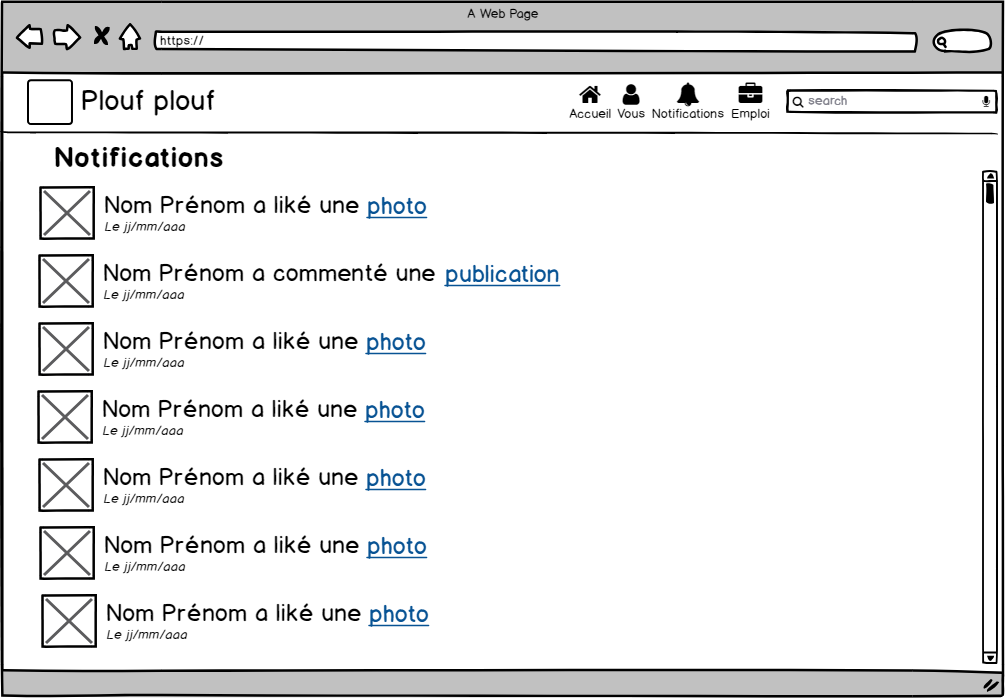 A Web Page
https://
Plouf plouf
Accueil Vous Notifications Emploi
search
Notifications
Nom Prénom a liké une photo
Le jj/mm/aaa
Nom Prénom a commenté une publication
Le jj/mm/aaa
Nom Prénom a liké une photo
Le jj/mm/aaa
Nom Prénom a liké une photo
Le jj/mm/aaa
Nom Prénom a liké une photo
Le jj/mm/aaa
Nom Prénom a liké une photo
Le jj/mm/aaa
Nom Prénom a liké une photo
Le jj/mm/aaa